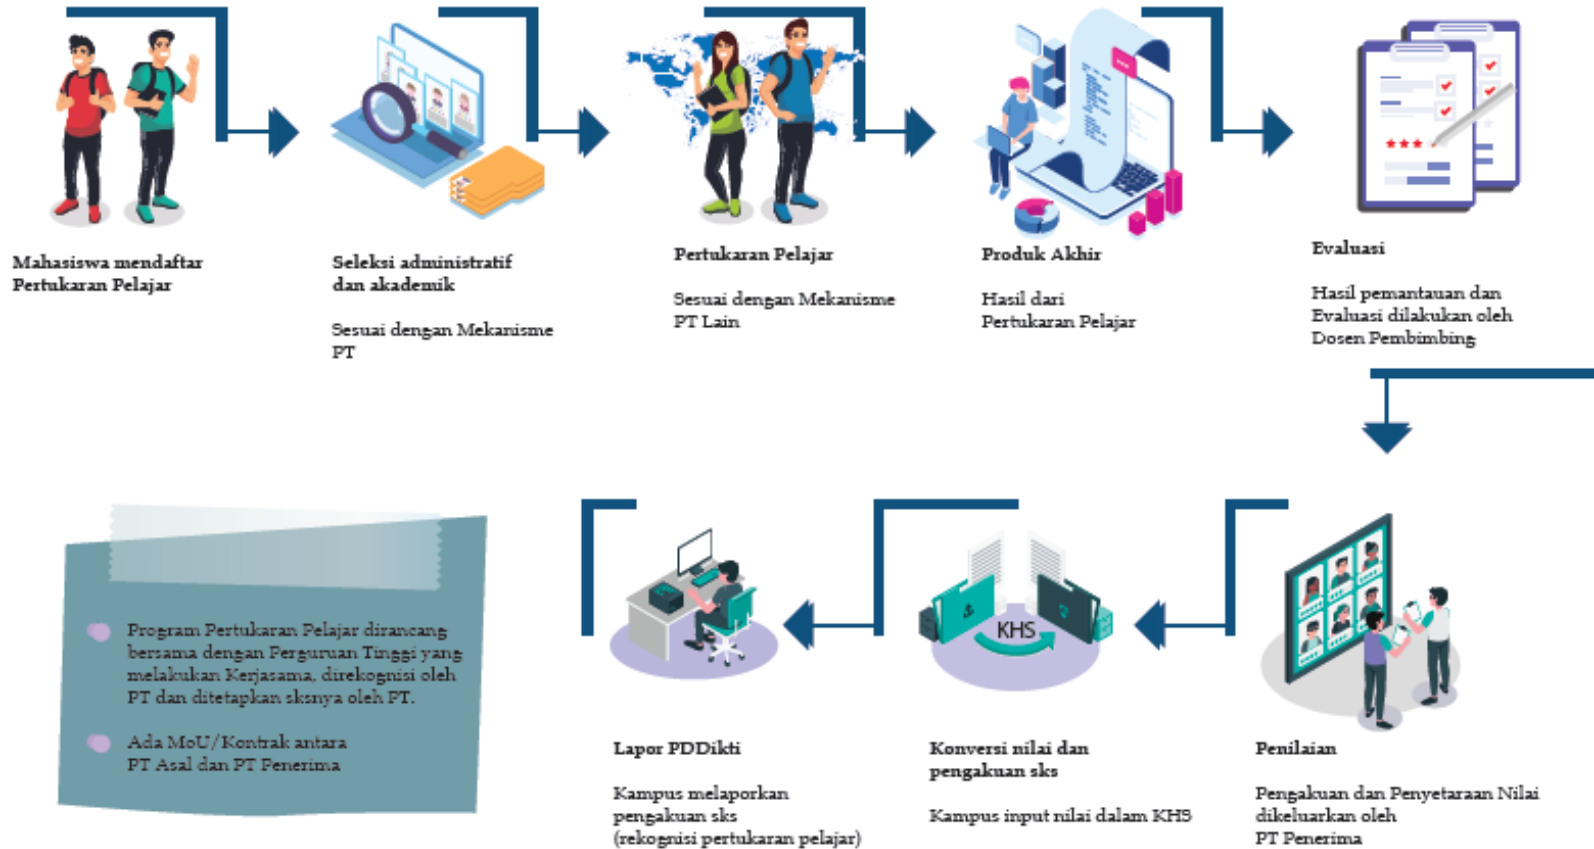 Mahasiswa mendaftar
Pertukaran Pelajar
Seleksi administratif
dan akademik
Sesuai dengan Mekanisme
PT
Pertukaran Pelajar
Sesuai dengan Mekanisme
PT Lain
Produk Akhir
Hasil dari
Pertukaran Pelajar
Evaluasi
Hasil pemantauan dan
Evaluasi dilakukan oleh
Dosen Pembimbing
Penilaian
Pengakuan dan Penyetaraan Nilai
dikeluarkan oleh
PT Penerima
KHS
Konversi nilai dan
pengakuan sks
Kampus input nilai dalam KHS
Lapor PDDikti
Kampus melaporkan
pengakuan sks
(rekognisi pertukaran pelajar)
Program Pertukaran Pelajar dirancang
bersama dengan Perguruan Tinggi yang
melakukan Kerjasama, direkognisi oleh
PT dan ditetapkan sksnya oleh PT.
Ada MoU/Kontrak antara
PT Asal dan PT Penerima